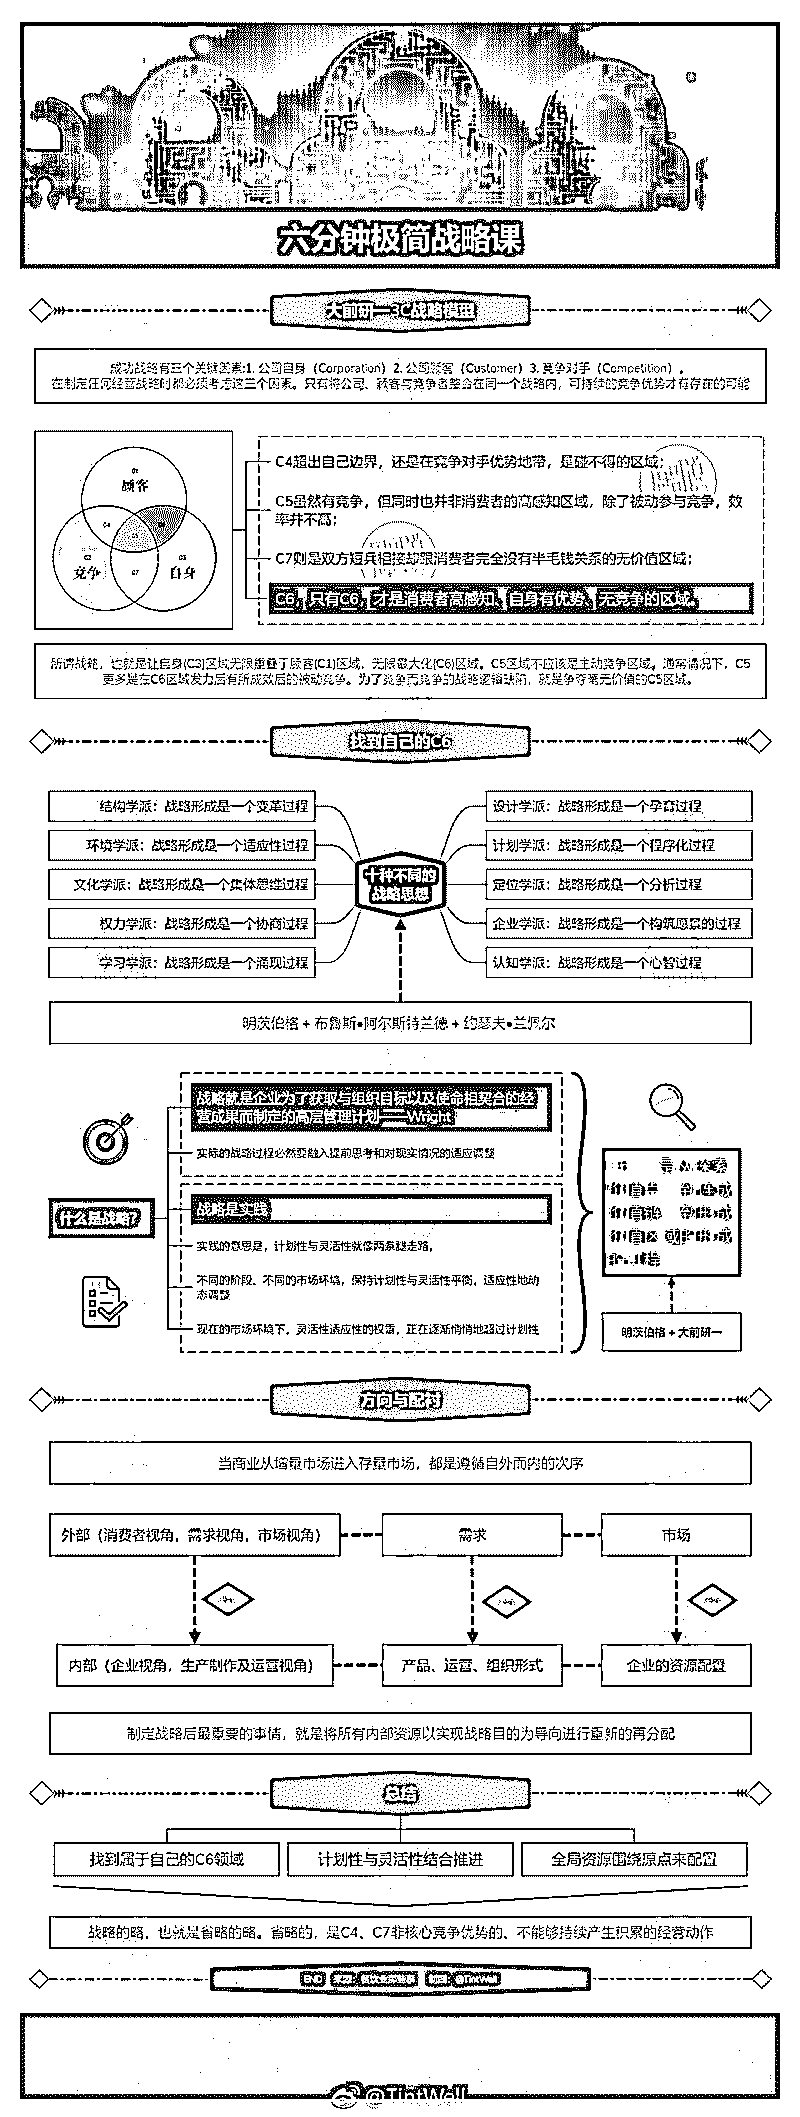 六分钟极简战略课
大前研一3C战略模型
成功战略有三个关键要素:1. 公司自身（Corporation）2. 公司顾客（Customer）3. 竞争对手（Competition）。
在制定任何经营战略时都必须考虑这三个因素。只有将公司、顾客与竞争者整合在同一个战略内，可持续的竞争优势才有存在的可能
C1
顾客
C4
C5
C2
竞争
C3
自身
C7
C4超出自己边界，还是在竞争对手优势地带，是碰不得的区域；
C5虽然有竞争，但同时也并非消费者的高感知区域，除了被动参与竞争，效
率并不高；
C7则是双方短兵相接却跟消费者完全没有半毛钱关系的无价值区域；
C6，只有C6，才是消费者高感知、自身有优势、无竞争的区域。
所谓战略，也就是让自身(C3)区域无限重叠于顾客(C1)区域，无限最大化(C6)区域。C5区域不应该是主动竞争区域。通常情况下，C5
更多是在C6区域发力后有所成效后的被动竞争。为了竞争而竞争的战略逻辑缺陷，就是争夺毫无价值的C5区域。
找到自己的C6
结构学派：战略形成是一个变革过程
环境学派：战略形成是一个适应性过程
文化学派：战略形成是一个集体思维过程
权力学派：战略形成是一个协商过程
学习学派：战略形成是一个涌现过程
十种不同的
战略思想
设计学派：战略形成是一个孕育过程
计划学派：战略形成是一个程序化过程
定位学派：战略形成是一个分析过程
企业学派：战略形成是一个构筑愿景的过程
认知学派：战略形成是一个心智过程
明茨伯格 + 布鲁斯•阿尔斯特兰德 + 约瑟夫•兰佩尔
战略就是企业为了获取与组织目标以及使命相契合的经
营成果而制定的高层管理计划——Wright
实际的战略过程必然要融入提前思考和对现实情况的适应调整
什么是战略？
战略是实践
实践的意思是，计划性与灵活性就像两条腿走路，
不同的阶段、不同的市场环境，保持计划性与灵活性平衡，适应性地动
态调整
现在的市场环境下，灵活性适应性的权重，正在逐渐悄悄地超过计划性
明茨伯格 + 大前研一
方向与配衬
当商业从增量市场进入存量市场，都是遵循自外而内的次序
外部（消费者视角，需求视角，市场视角）
需求
市场
内部（企业视角，生产制作及运营视角）
产品、运营、组织形式
企业的资源配置
制定战略后最重要的事情，就是将所有内部资源以实现战略目的为导向进行重新的再分配
总结
找到属于自己的C6领域
计划性与灵活性结合推进
全局资源围绕原点来配置
战略的略，也就是省略的略。省略的，是C4、C7非核心竞争优势的、不能够持续产生积累的经营动作
END
@TintWell
@TintWell